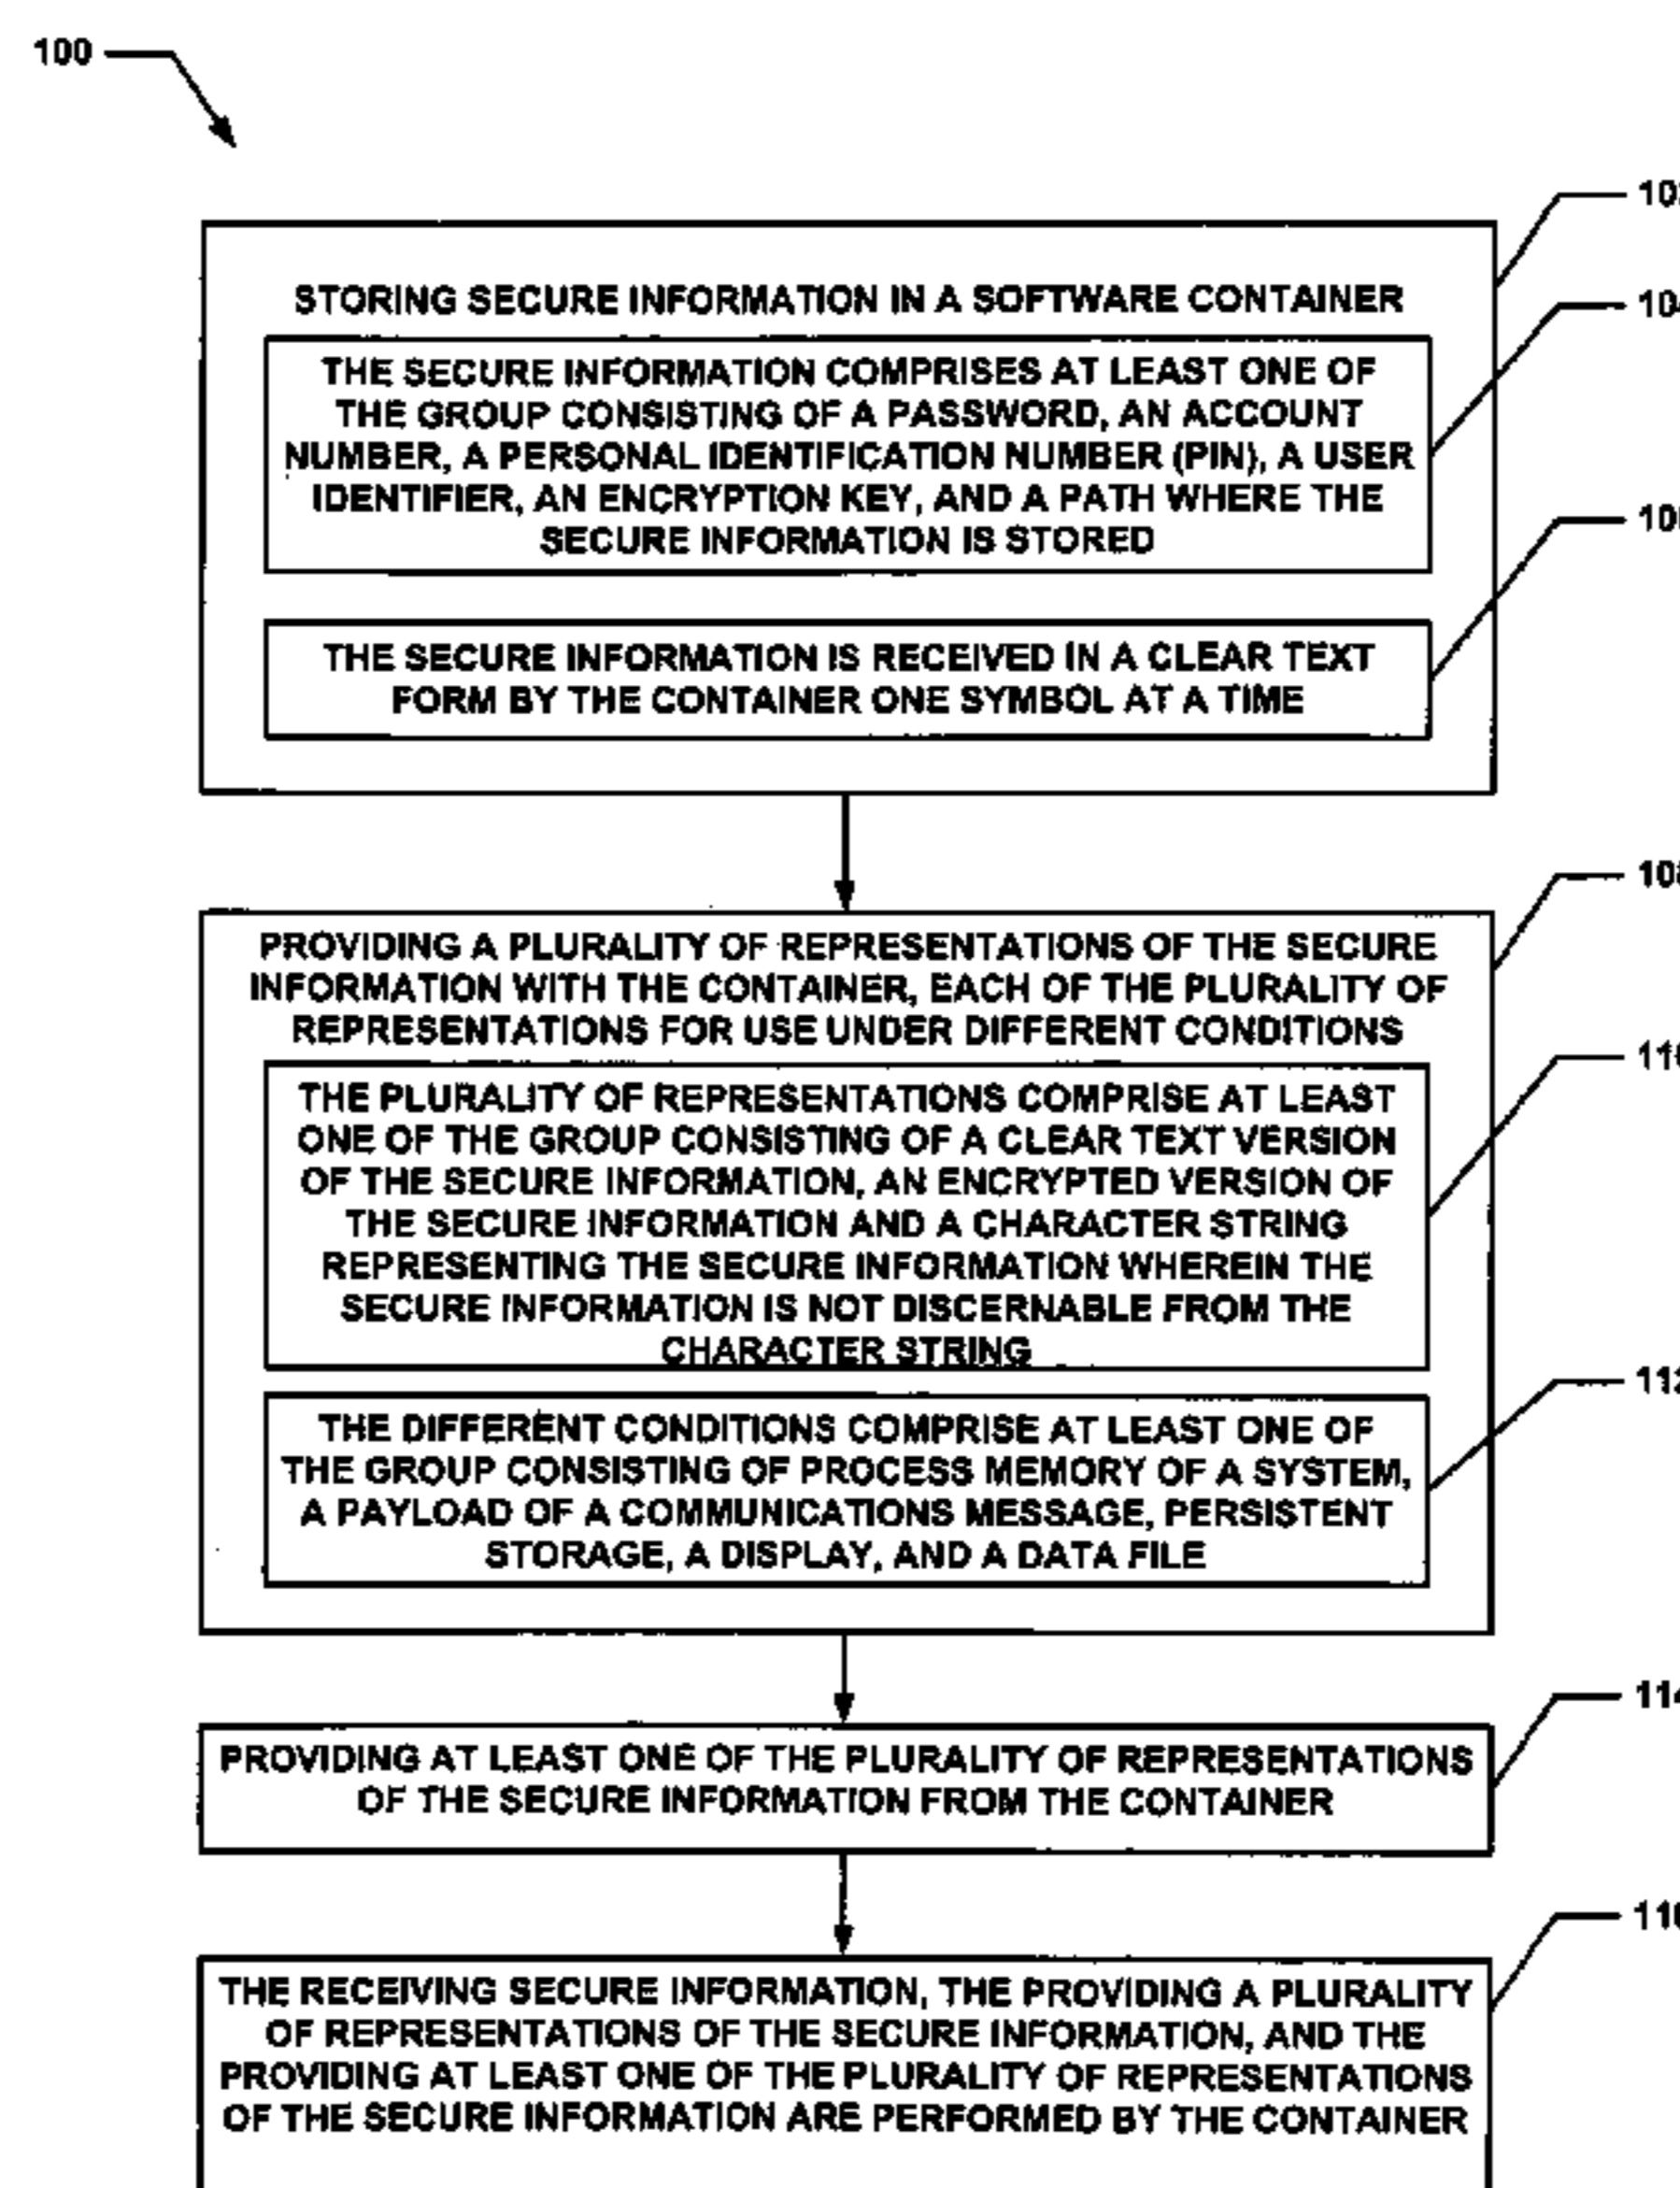 100
STORING SECURE INFORMATION IN A SOFTWARE CONTAINER
THE SECURE INFORMATION COMPRISES AT LEAST ONE OF
THE GROUP CONSISTING OF A PASSWORD, AN ACCOUNT
NUMBER, A PERSONAL IDENTIFICATION NUMBER (PIN), A USER
IDENTIFIER, AN ENCRYPTION KEY, AND A PATH WHERE THE
SECURE INFORMATION IS STORED
THE SECURE INFORMATION IS RECEIVED IN A CLEAR TEXT
FORM BY THE CONTAINER ONE SYMBOL AT A TIME
PROVIDING A PLURALITY OF REPRESENTATIONS OF THE SECURE
INFORMATION WITH THE CONTAINER, EACH OF THE PLURALITY OF
REPRESENTATIONS FOR USE UNDER DIFFERENT CONDITIONS
THE PLURALITY OF REPRESENTATIONS COMPRISE AT LEAST
ONE OF THE GROUP CONSISTING OF A CLEAR TEXT VERSION
OF THE SECURE INFORMATION, AN ENCRYPTED VERSION OF
THE SECURE INFORMATION AND A CHARACTER STRING
REPRESENTING THE SECURE INFORMATION WHEREIN THE
SECURE INFORMATION IS NOT DISCERNABLE FROM THE
CHARACTER STRING
112
THE DIFFERENT CONDITIONS COMPRISE AT LEAST ONE OF
THE GROUP CONSISTING OF PROCESS MEMORY OF A SYSTEM,
A PAYLOAD OF A COMMUNICATIONS MESSAGE, PERSISTENT
STORAGE, A DISPLAY, AND A DATA FILE
114
PROVIDING AT LEAST ONE OF THE PLURALITY OF REPRESENTATIONS
OF THE SECURE INFORMATION FROM THE CONTAINER
THE RECEIVING SECURE INFORMATION, THE PROVIDING A PLURALITY
OF REPRESENTATIONS OF THE SECURE INFORMATION, AND THE
PROVIDING AT LEAST ONE OF THE PLURALITY OF REPRESENTATIONS
OF THE SECURE INFORMATION ARE PERFORMED BY THE CONTAINER